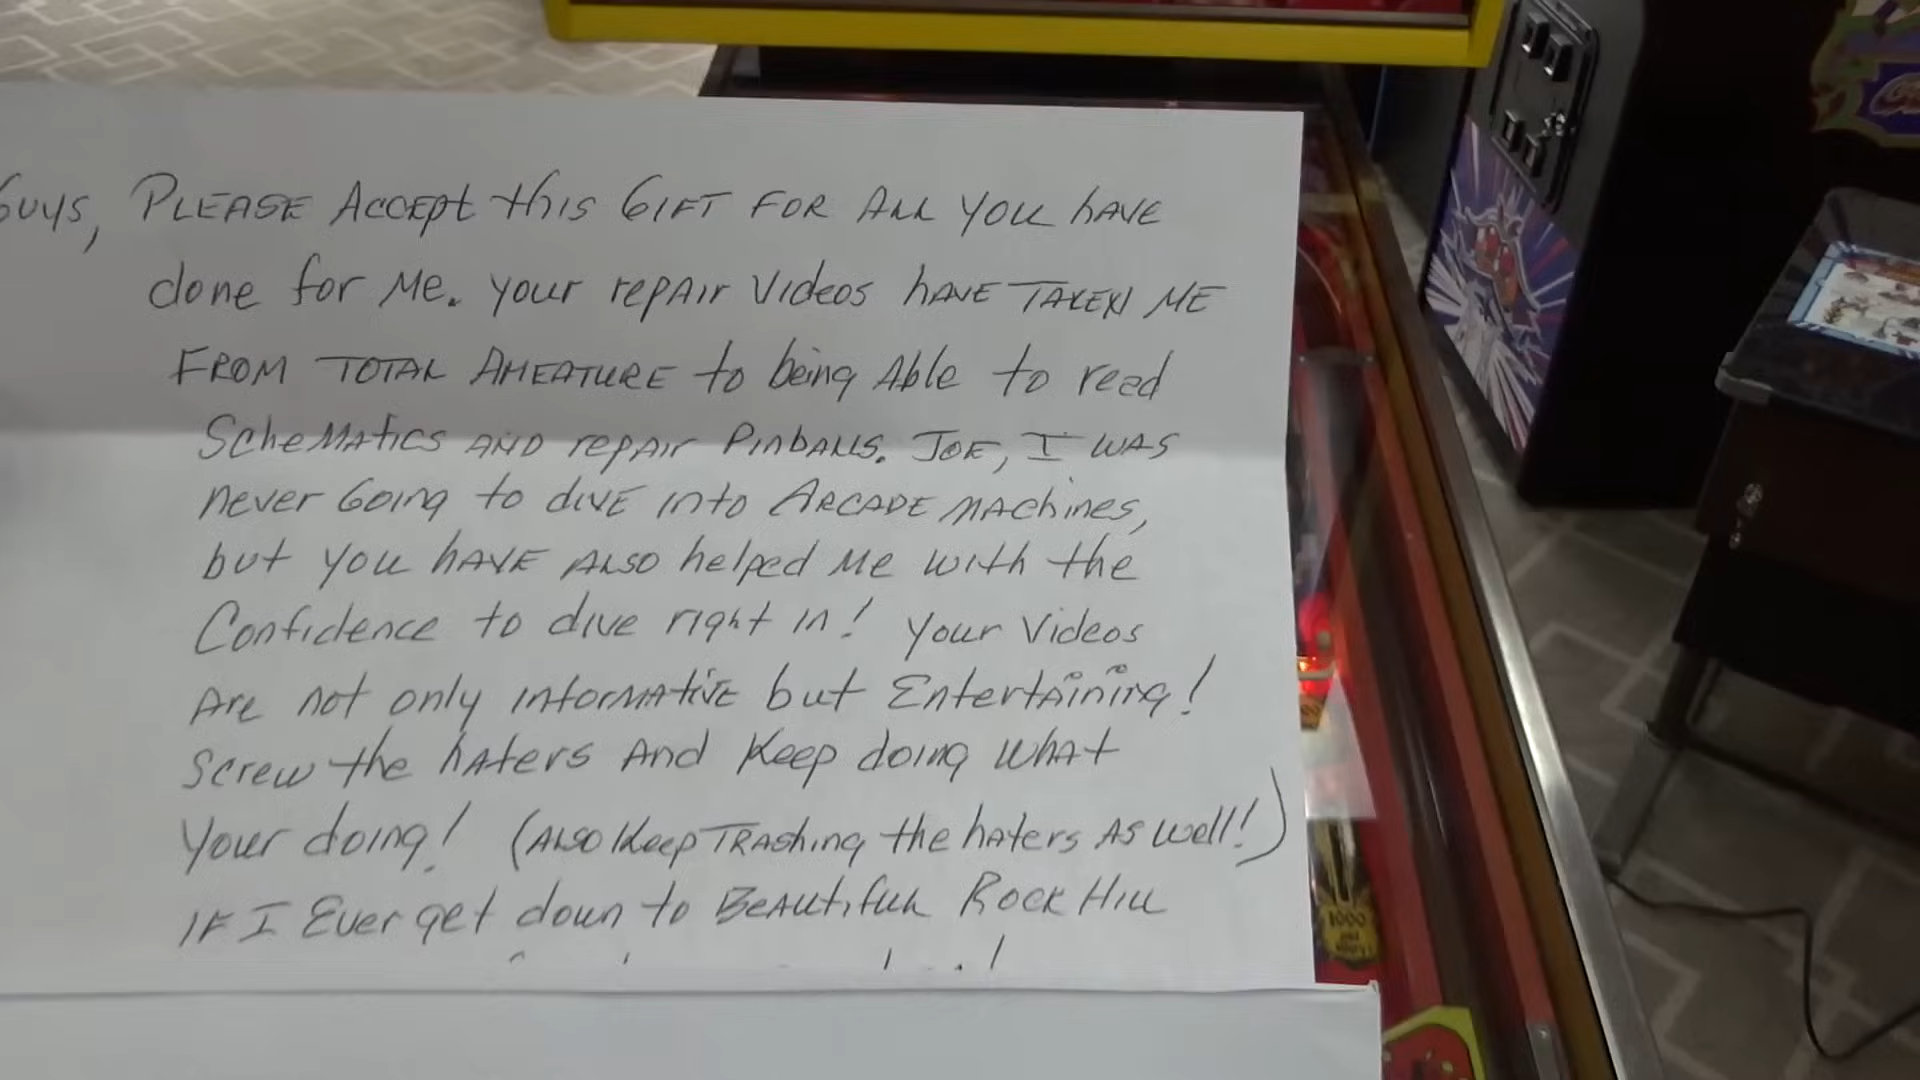 Guys, PLEASE Accept this GIFT FOR ALL YOU hAVE
done for Me. your repair Videos hAVE TAKEN ME
FROM TOTAL AMEATURE to being Able to reed
ScheMatics AND repair PinbALLS. JOE, I WAS
never Going to diVE into ARCADE MAchines,
but you hAVE ALSO helped Me with the
Confidence to dive right in! your Videos
Are not only informative but Entertaining!
Screw the haters And Keep doing what
your doing! (ALSO Keep TRAShing the haters AS well!)
IF I Ever get down to BEAUtifuL ROCK HILL
1000